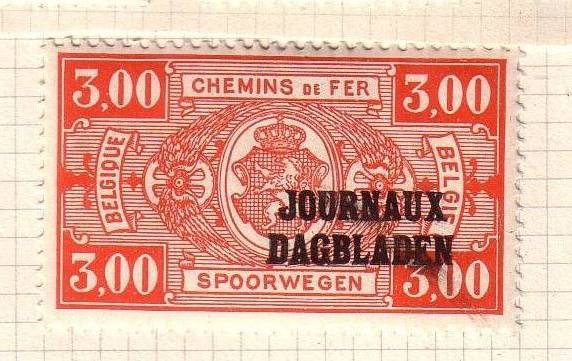 3,00 CHEMINS DE FER 3,00
BELGIQUE BELGIE
JOURNAUX
DAGBLADEN
3,00 SPOORWEGEN 3,00